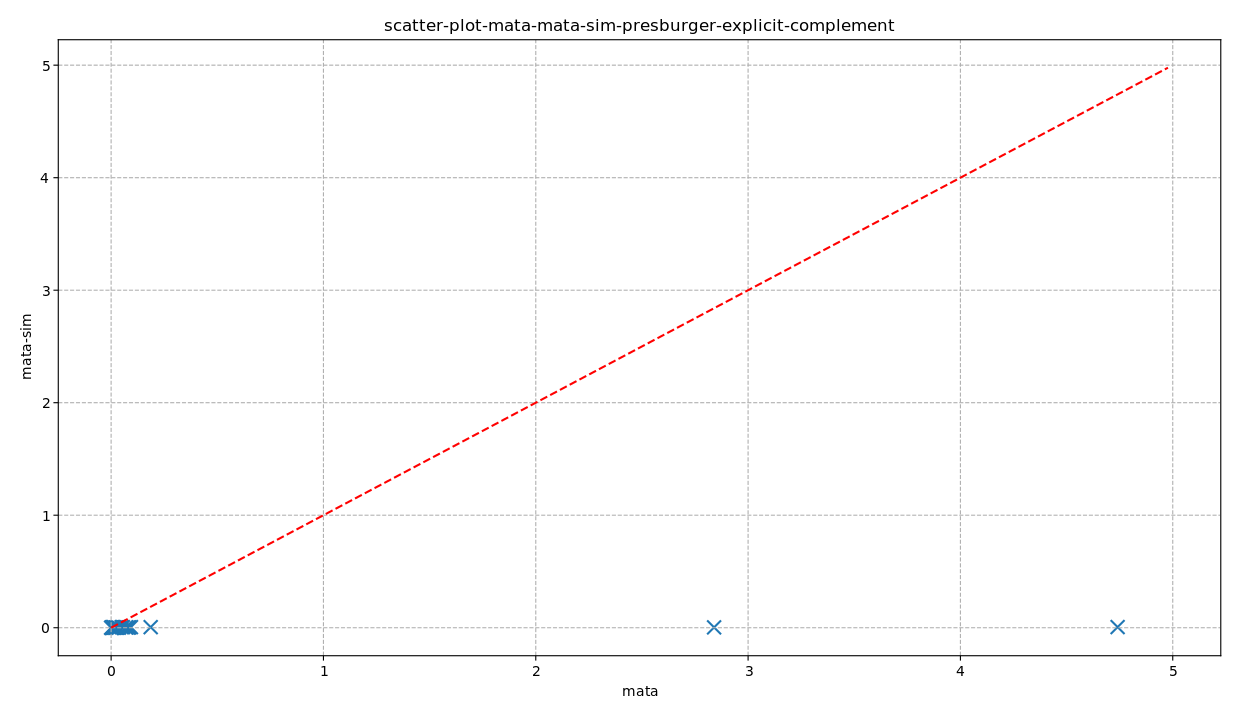 scatter-plot-mata-mata-sim-presburger-explicit-complement
5
4
3
2
1
0
mata-sim
0 1 2 3 4 5
mata